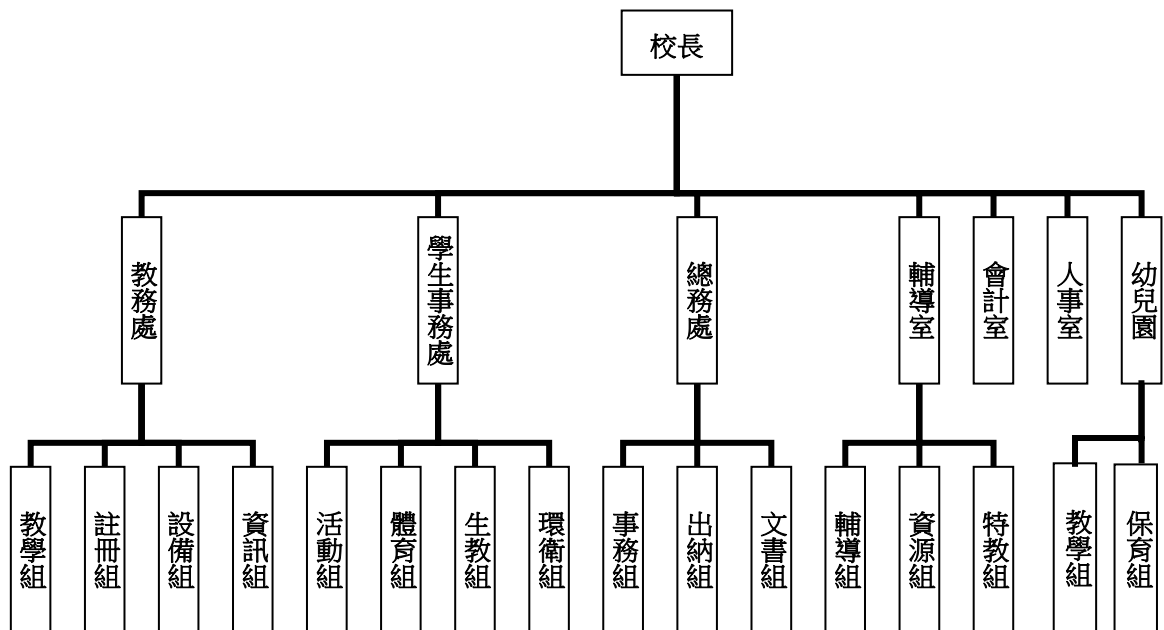 校長
教務處
學生事務處
總務處
輔導室
會計室
人事室
幼兒園
教學組
註冊組
設備組
資訊組
活動組
體育組
生教組
環衛組
事務組
出納組
文書組
輔導組
資源組
特教組
教學組
保育組